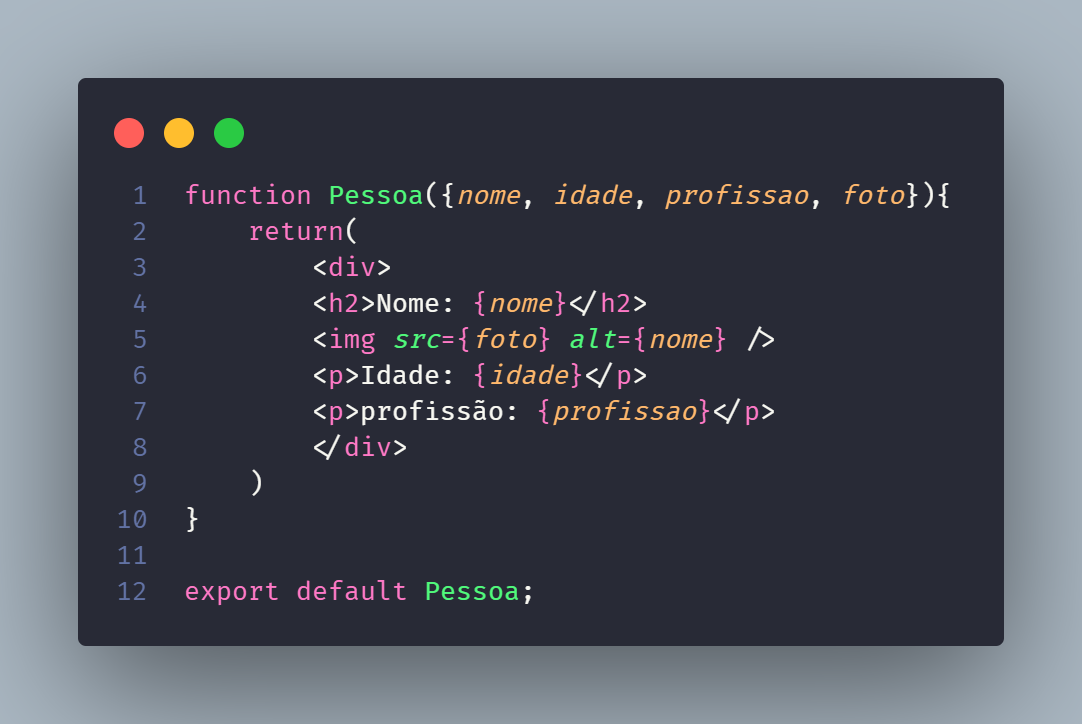 1 function Pessoa({nome, idade, profissao, foto}){
2     return(
3         <div>
4         <h2>Nome: {nome}</h2>
5         <img src={foto} alt={nome} />
6         <p>Idade: {idade}</p>
7         <p>profissão: {profissao}</p>
8         </div>
9     )
10 }
11
12 export default Pessoa;